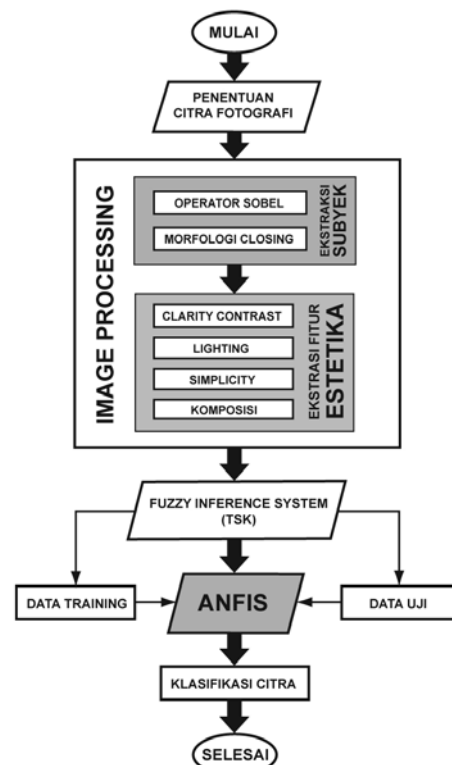 MULAI
PENENTUAN
CITRA FOTOGRAFI
IMAGE PROCESSING
OPERATOR SOBEL
MORFOLOGI CLOSING
EKSTRAKSI
SUBYEK
CLARITY CONTRAST
LIGHTING
SIMPLICITY
KOMPOSISI
EKSTRASI FITUR
ESTETIKA
FUZZY INFERENCE SYSTEM
(TSK)
DATA TRAINING
ANFIS
DATA UJI
KLASIFIKASI CITRA
SELESAI